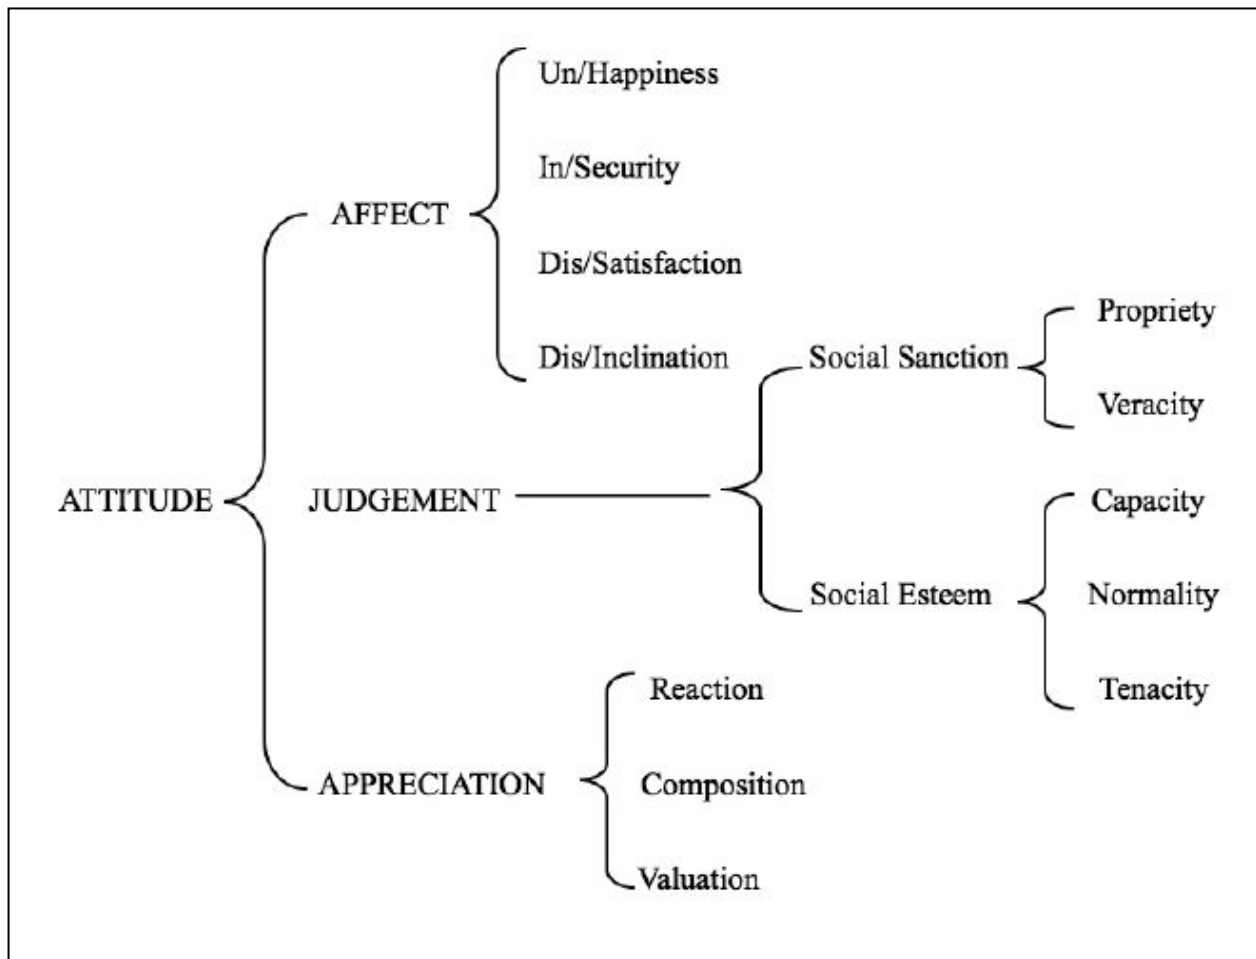 Un/Happiness
In/Security
AFFECT
Dis/Satisfaction
Dis/Inclination
Social Sanction
Propriety
Veracity
ATTITUDE
JUDGEMENT
Capacity
Social Esteem
Normality
Tenacity
Reaction
APPRECIATION
Composition
Valuation